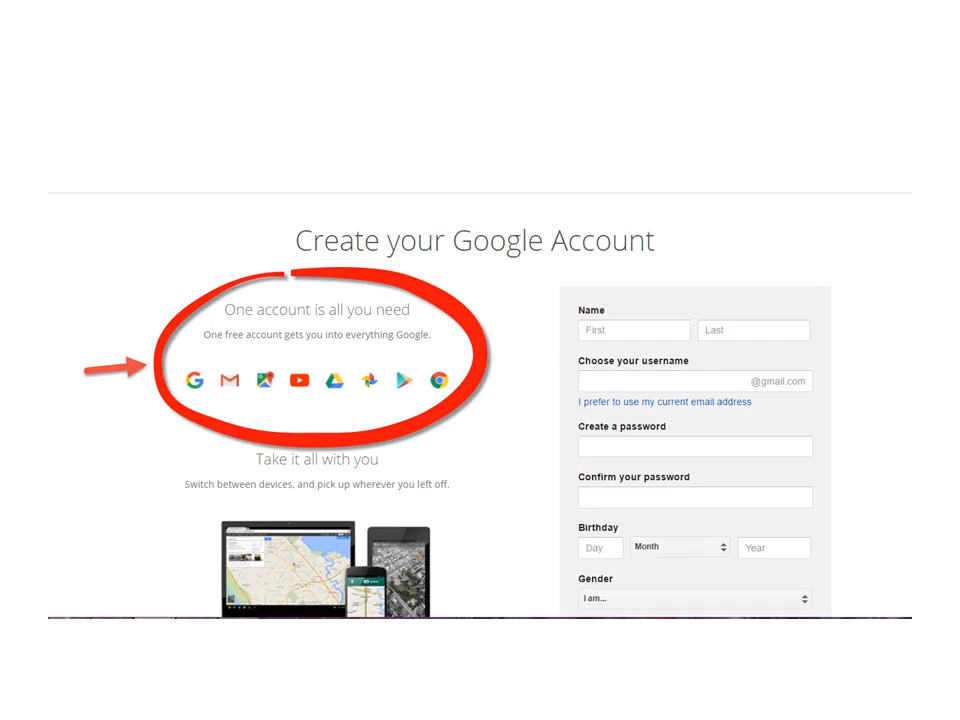 Create your Google Account
One account is all you need
One free account gets you into everything Google.
Take it all with you
Switch between devices, and pick up wherever you left off.
Name
First Last
Choose your username
@gmail.com
I prefer to use my current email address
Create a password
Confirm your password
Birthday
Day Month Year
Gender
I am...